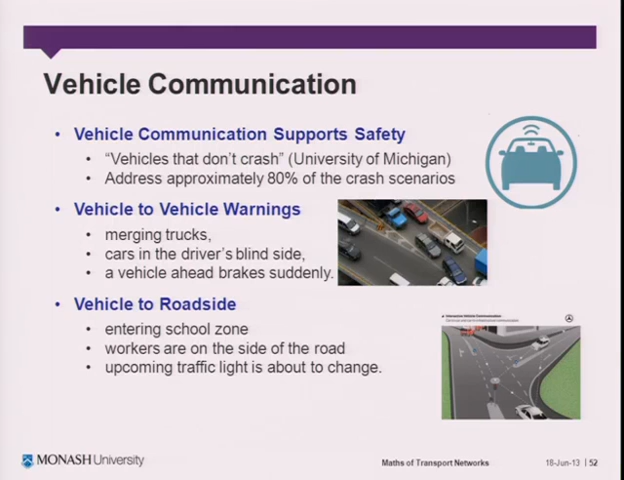 Vehicle Communication
• Vehicle Communication Supports Safety
• "Vehicles that don't crash" (University of Michigan)
• Address approximately 80% of the crash scenarios
• Vehicle to Vehicle Warnings
• merging trucks,
• cars in the driver's blind side,
• a vehicle ahead brakes suddenly.
• Vehicle to Roadside
• entering school zone
• workers are on the side of the road
• upcoming traffic light is about to change.
Interactive Vehicle Communication
MONASH University
Maths of Transport Networks
18-Jun-13 | 52